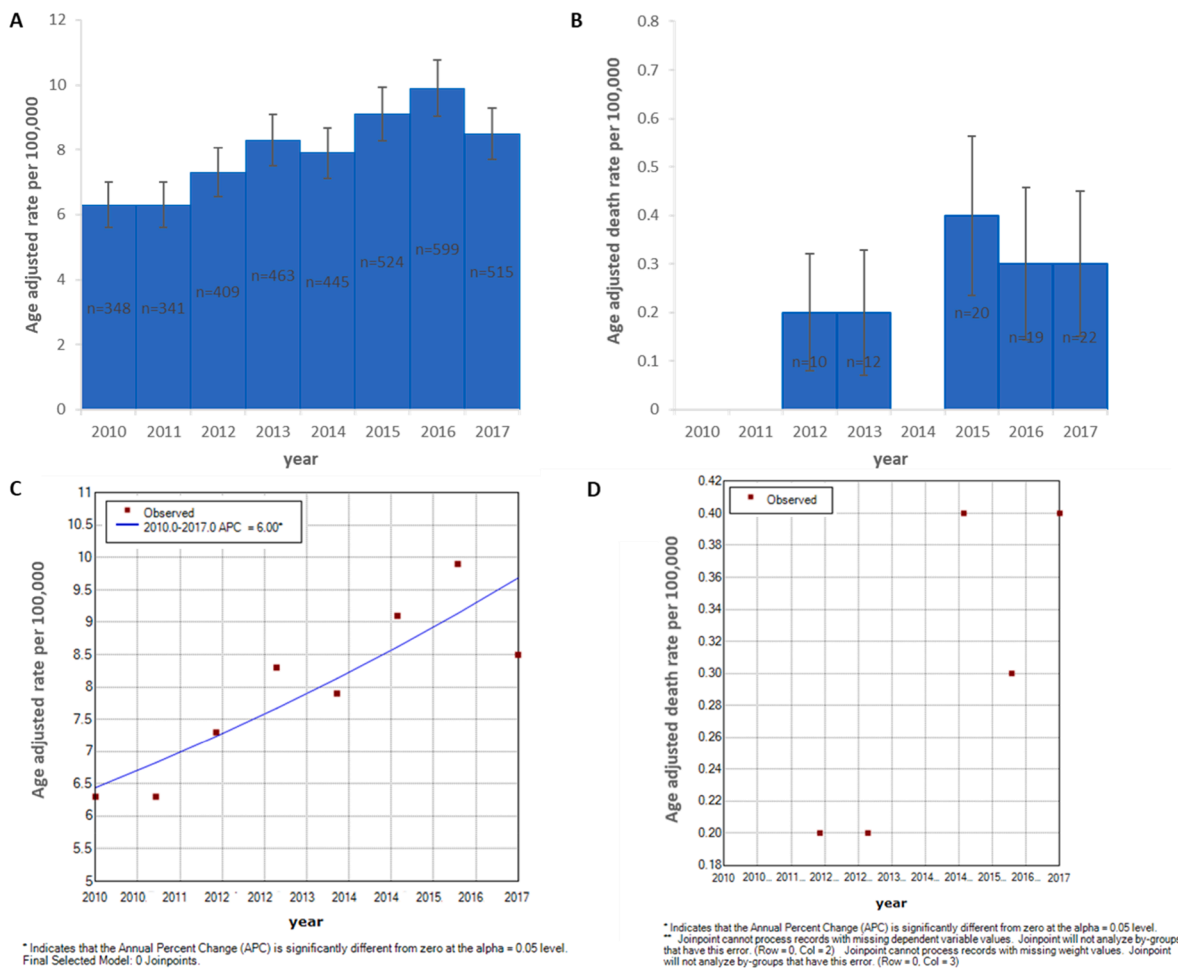 A
Age adjusted rate per 100,000
12
10
8
6
4
2
0
n=348
n=341
n=409
n=463
n=445
n=524
n=599
n=515
2010 2011 2012 2013 2014 2015 2016 2017
year
B
Age adjusted death rate per 100,000
0.8
0.7
0.6
0.5
0.4
0.3
0.2
0.1
0
n=10
n=12
n=20
n=19
n=22
2010 2011 2012 2013 2014 2015 2016 2017
year
C
Age adjusted rate per 100,000
11
10.5
10
9.5
9
8.5
8
7.5
7
6.5
6
5.5
5
Observed
2010.0-2017.0 APC = 6.00*
2010 2010 2011 2012 2012 2013 2014 2014 2015 2015 2017
year
* Indicates that the Annual Percent Change (APC) is significantly different from zero at the alpha = 0.05 level.
Final Selected Model: 0 Joinpoints.
D
Age adjusted death rate per 100,000
0.42
0.40
0.38
0.36
0.34
0.32
0.30
0.28
0.26
0.24
0.22
0.20
0.18
Observed
2010 2010... 2011... 2012... 2012... 2013... 2014... 2014... 2015... 2016... 2017
year
* Indicates that the Annual Percent Change (APC) is significantly different from zero at the alpha = 0.05 level.
** Joinpoint cannot process records with missing dependent variable values. Joinpoint will not analyze by-groups
that have this error. (Row = 0, Col = 2) Joinpoint cannot process records with missing weight values. Joinpoint
will not analyze by-groups that have this error. (Row = 0, Col = 3)